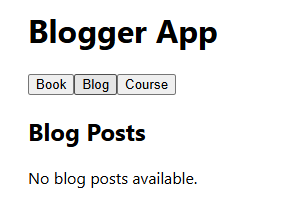 Blogger App
Book Blog Course
Blog Posts
No blog posts available.